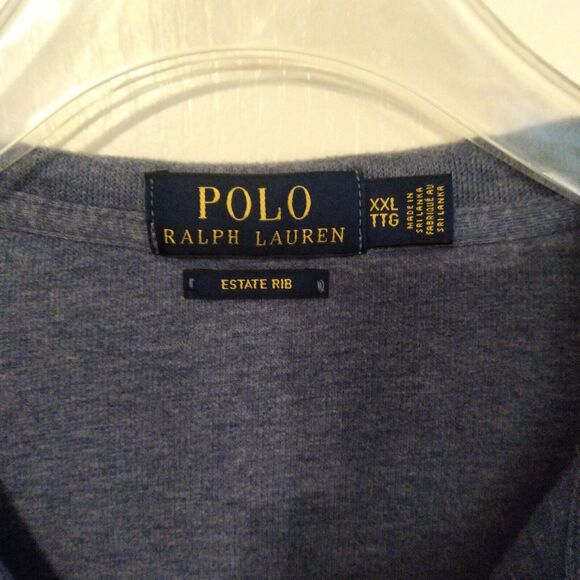 POLO
RALPH LAUREN
XXL
TTG
MADE IN
SRI LANKA
FABRIQUÉ AU
SRI LANKA
ESTATE RIB